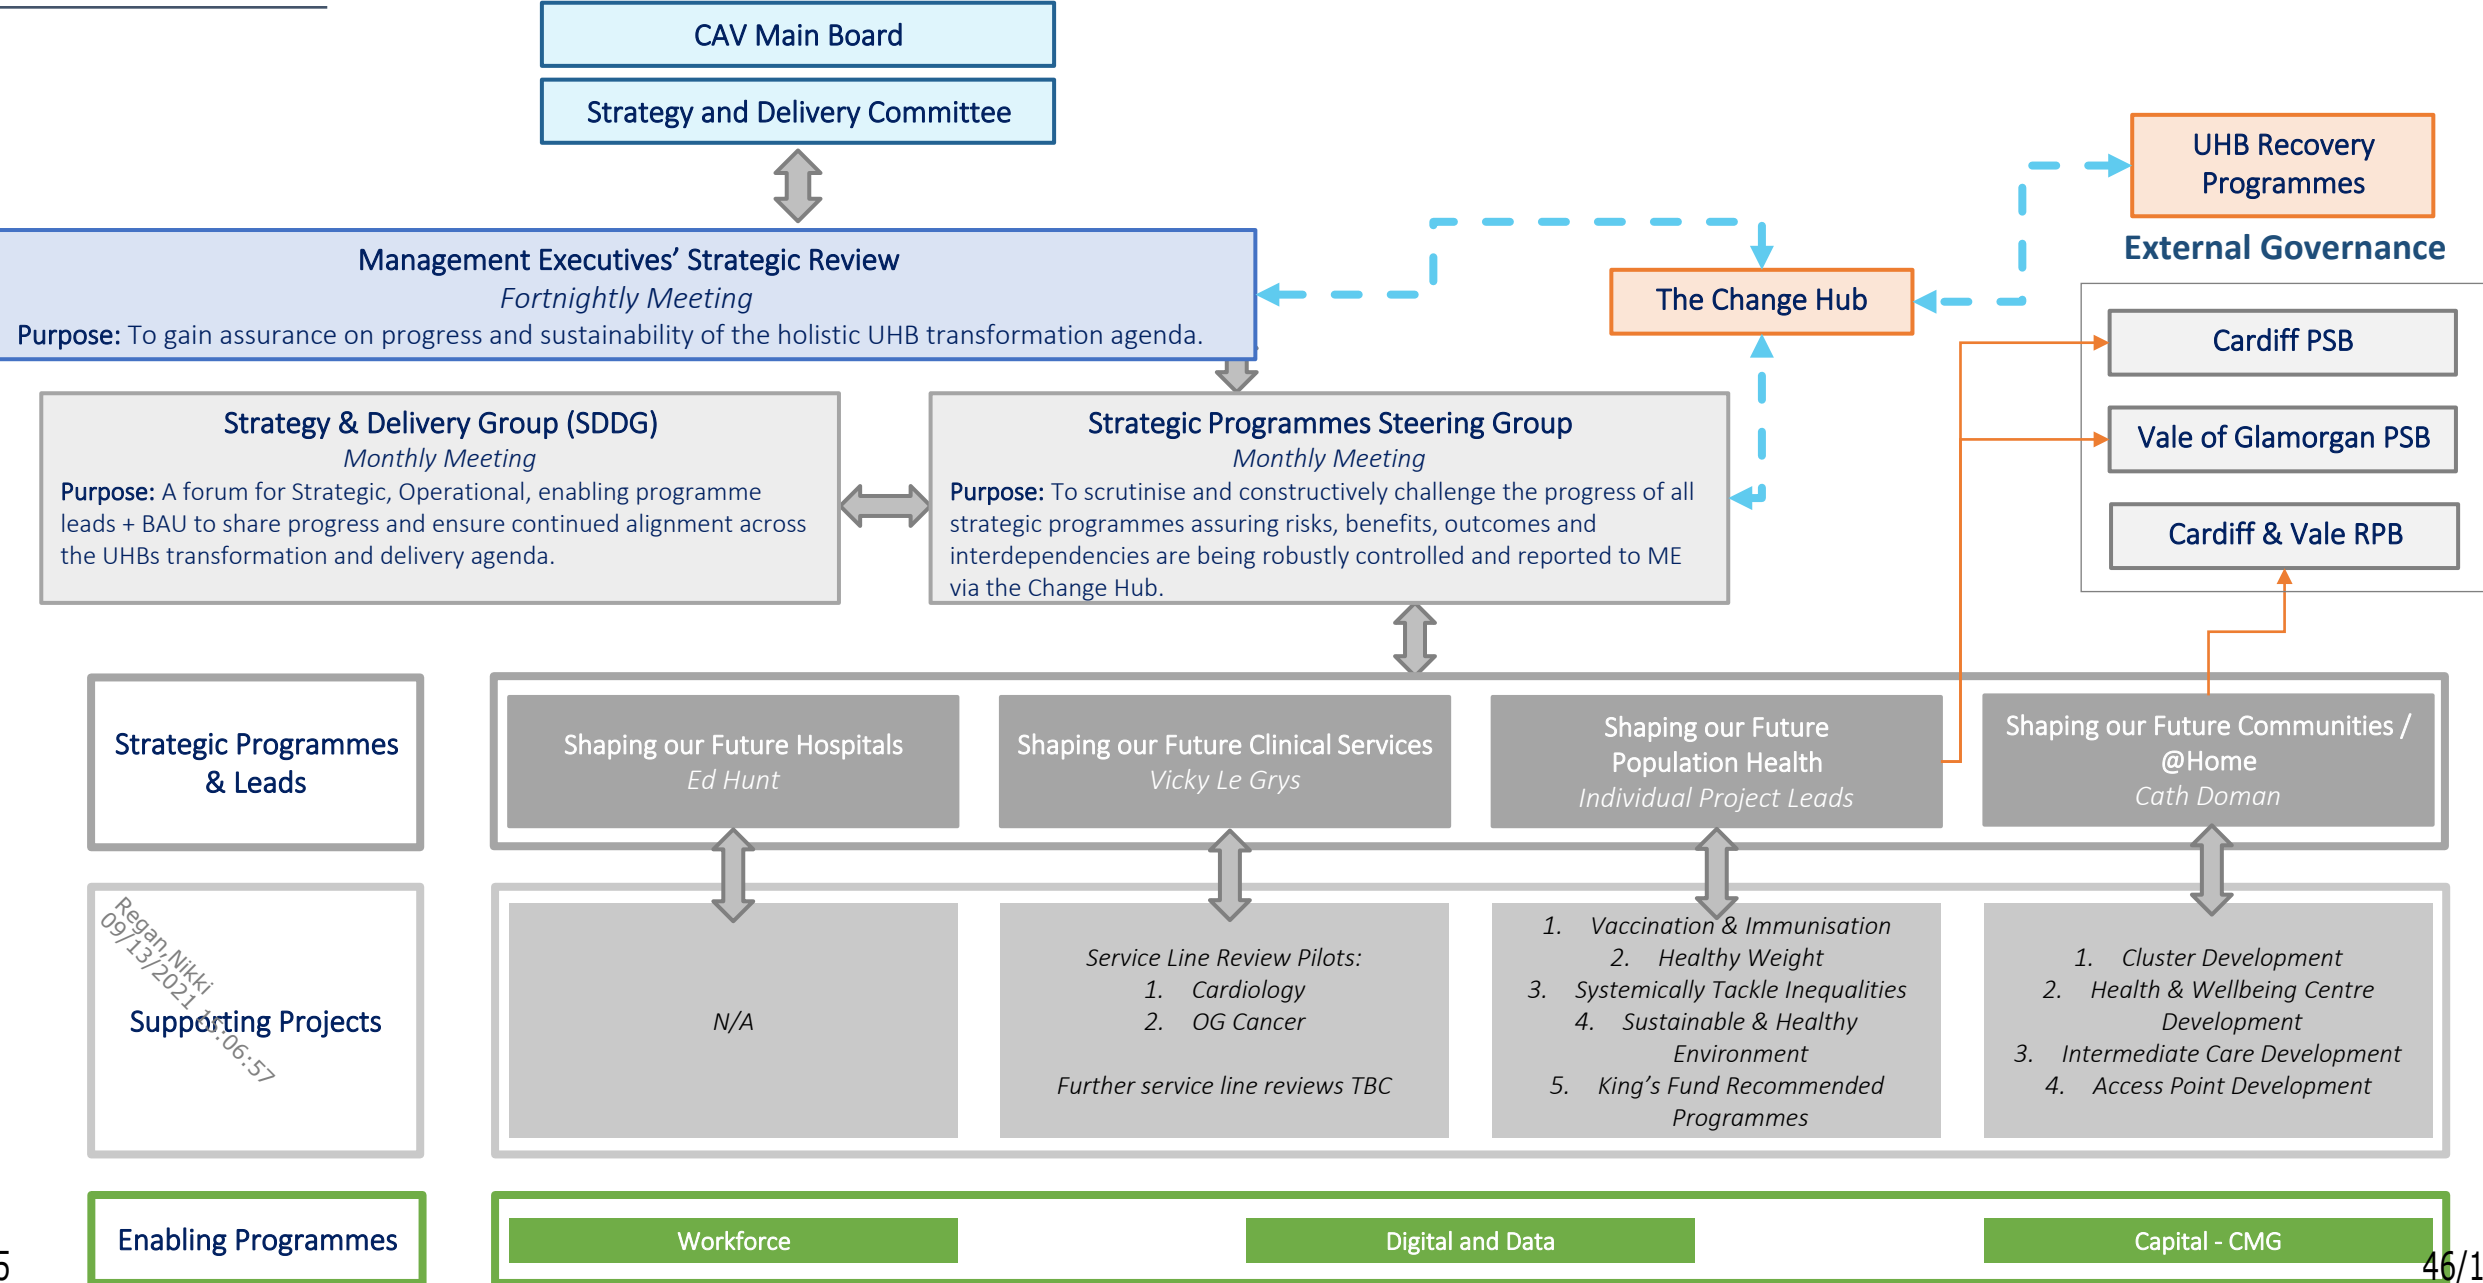 CAV Main Board
Strategy and Delivery Committee
UHB Recovery
Programmes
Management Executives' Strategic Review
Fortnightly Meeting
Purpose: To gain assurance on progress and sustainability of the holistic UHB transformation agenda.
The Change Hub
External Governance
Cardiff PSB
Vale of Glamorgan PSB
Cardiff & Vale RPB
Strategy & Delivery Group (SDDG)
Monthly Meeting
Purpose: A forum for Strategic, Operational, enabling programme
leads + BAU to share progress and ensure continued alignment across
the UHBs transformation and delivery agenda.
Strategic Programmes Steering Group
Monthly Meeting
Purpose: To scrutinise and constructively challenge the progress of all
strategic programmes assuring risks, benefits, outcomes and
interdependencies are being robustly controlled and reported to ME
via the Change Hub.
Strategic Programmes
& Leads
Shaping our Future Hospitals
Ed Hunt
Shaping our Future Clinical Services
Vicky Le Grys
Shaping our Future
Population Health
Individual Project Leads
Shaping our Future Communities /
@Home
Cath Doman
Regan,Nikki
09/13/2021 15:06:57
Supporting Projects
N/A
Service Line Review Pilots:
1. Cardiology
2. OG Cancer
Further service line reviews TBC
1. Vaccination & Immunisation
2. Healthy Weight
3. Systemically Tackle Inequalities
4. Sustainable & Healthy
Environment
5. King's Fund Recommended
Programmes
1. Cluster Development
2. Health & Wellbeing Centre
Development
3. Intermediate Care Development
4. Access Point Development
Enabling Programmes
Workforce
Digital and Data
Capital - CMG
5
46/1